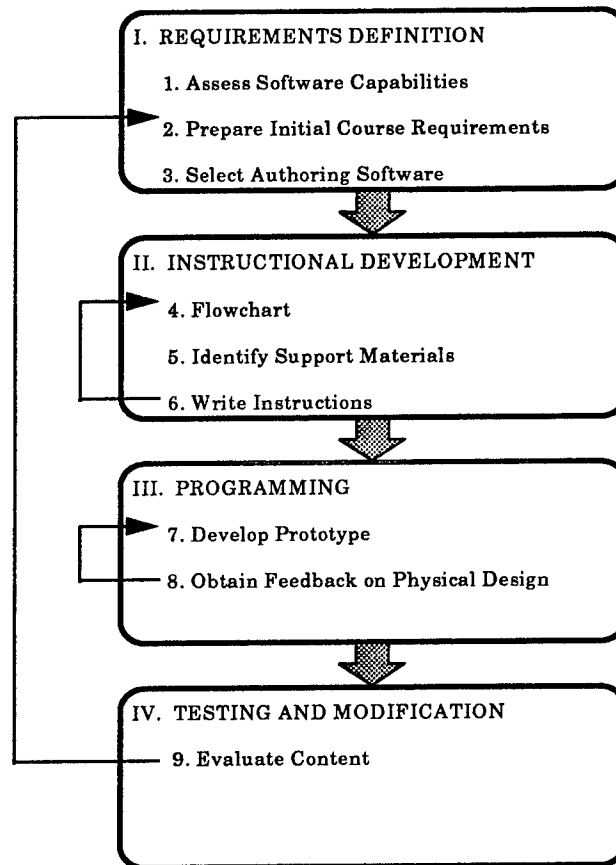 I. REQUIREMENTS DEFINITION
1. Assess Software Capabilities
2. Prepare Initial Course Requirements
3. Select Authoring Software
II. INSTRUCTIONAL DEVELOPMENT
4. Flowchart
5. Identify Support Materials
6. Write Instructions
III. PROGRAMMING
7. Develop Prototype
8. Obtain Feedback on Physical Design
IV. TESTING AND MODIFICATION
9. Evaluate Content